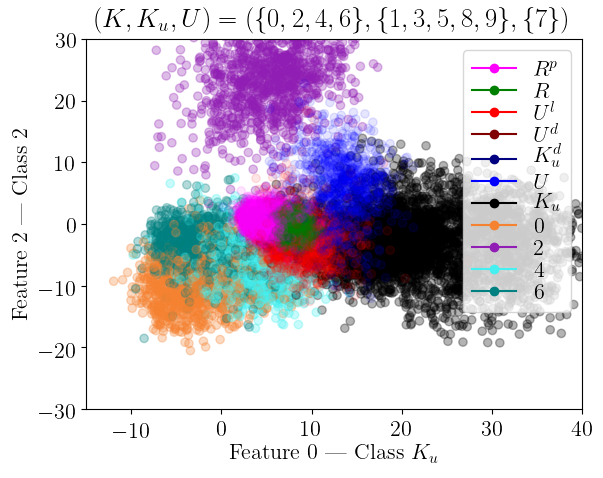 (K, K_u, U) = ({0, 2, 4, 6}, {1, 3, 5, 8, 9}, {7})
30
20
10
0
−10
−20
−30
Feature 2 — Class 2
R^p
R
U^l
U^d
K_u^d
U
K_u
0
2
4
6
−10
0
10
20
30
40
Feature 0 — Class K_u